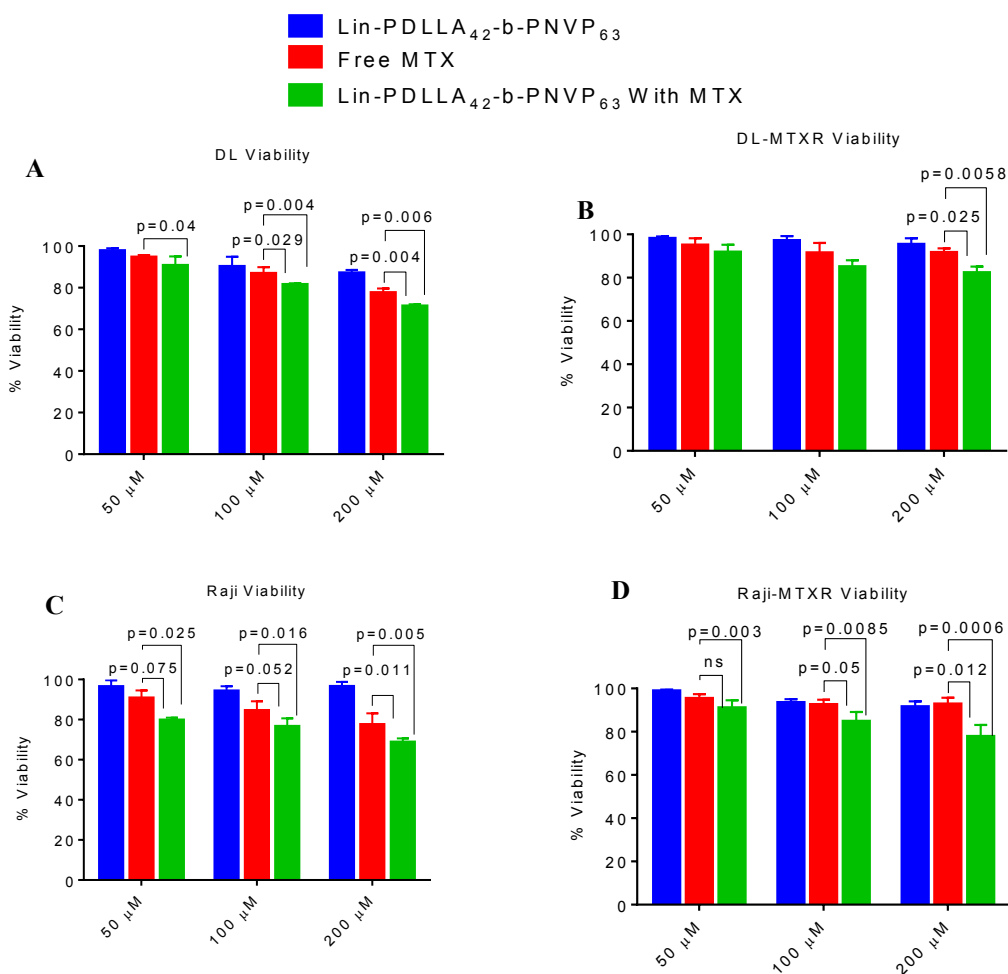 Lin-PDLLA₄₂-b-PNVP₆₃
Free MTX
Lin-PDLLA₄₂-b-PNVP₆₃ With MTX
A
DL Viability
p=0.04
p=0.004
p=0.029
p=0.006
p=0.004
% Viability
100
80
60
40
20
0
50 μM
100 μM
200 μM
B
DL-MTXR Viability
p=0.0058
p=0.025
% Viability
100
80
60
40
20
0
50 μM
100 μM
200 μM
C
Raji Viability
p=0.025
p=0.075
p=0.016
p=0.052
p=0.005
p=0.011
% Viability
100
80
60
40
20
0
50 μM
100 μM
200 μM
D
Raji-MTXR Viability
p=0.003
ns
p=0.0085
p=0.05
p=0.0006
p=0.012
% Viability
100
80
60
40
20
0
50 μM
100 μM
200 μM